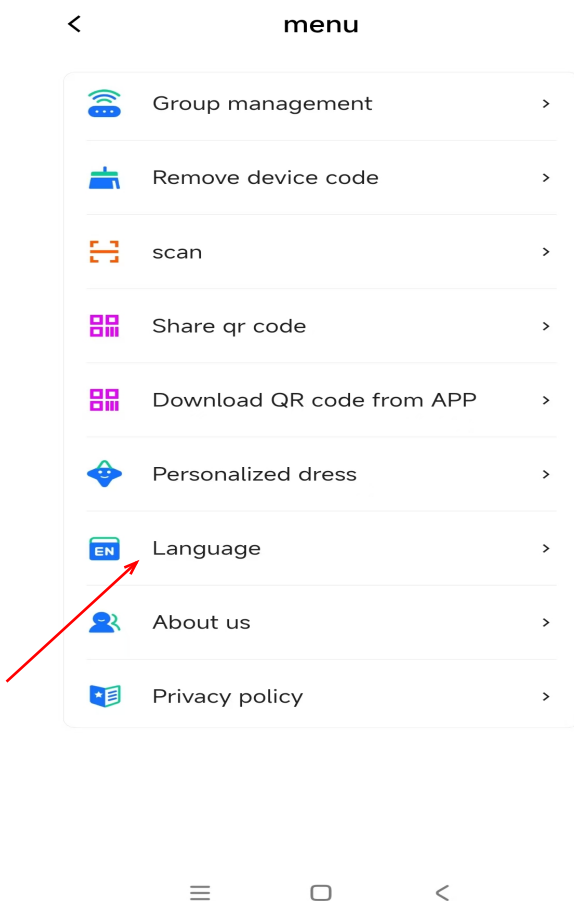 menu
Group management
Remove device code
scan
Share qr code
Download QR code from APP
Personalized dress
EN
Language
About us
Privacy policy